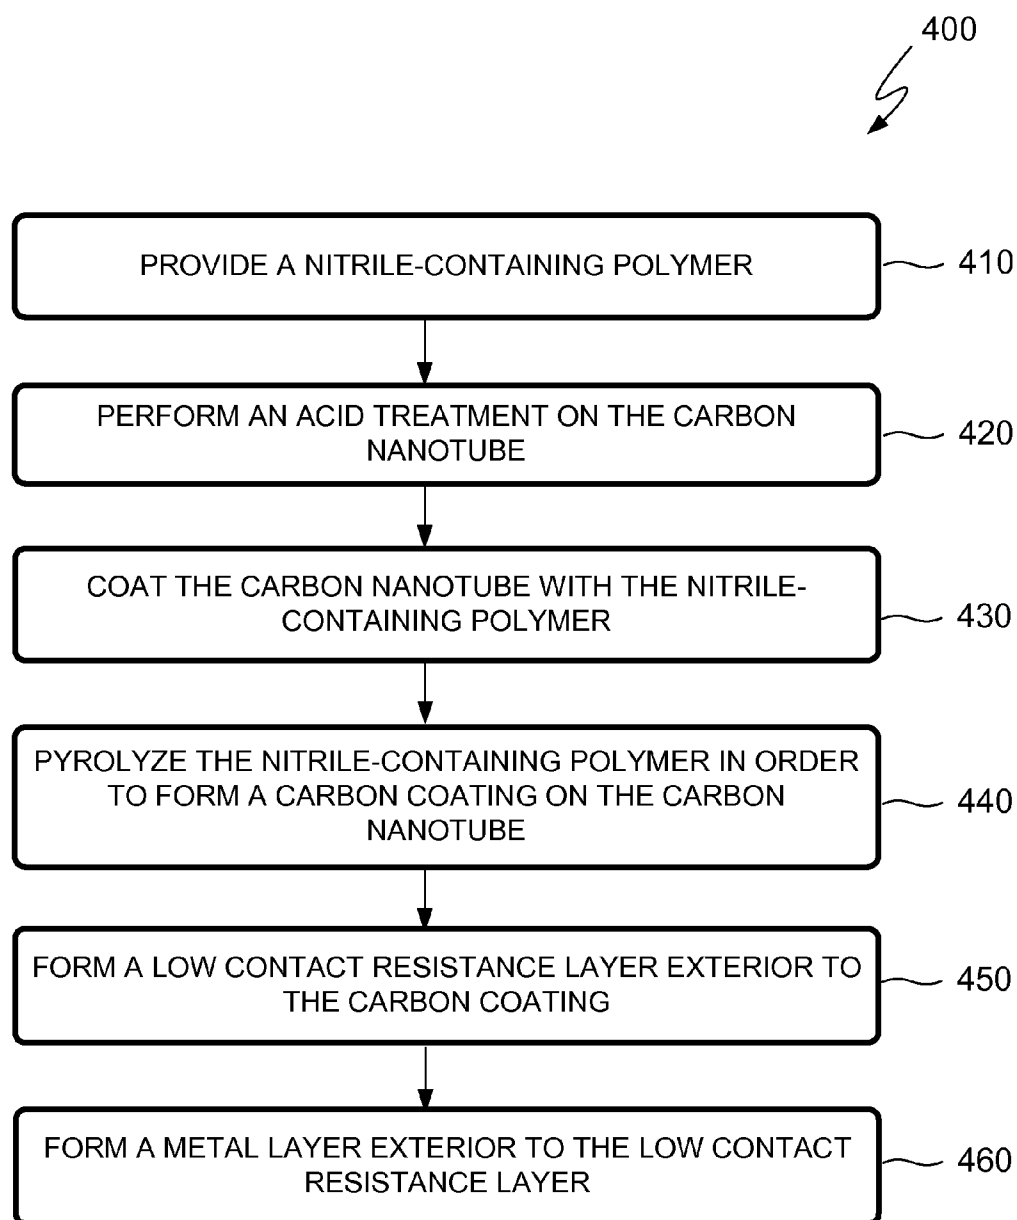 400
PROVIDE A NITRILE-CONTAINING POLYMER
410
PERFORM AN ACID TREATMENT ON THE CARBON
NANOTUBE
420
COAT THE CARBON NANOTUBE WITH THE NITRILE-
CONTAINING POLYMER
430
PYROLYZE THE NITRILE-CONTAINING POLYMER IN ORDER
TO FORM A CARBON COATING ON THE CARBON
NANOTUBE
440
FORM A LOW CONTACT RESISTANCE LAYER EXTERIOR TO
THE CARBON COATING
450
FORM A METAL LAYER EXTERIOR TO THE LOW CONTACT
RESISTANCE LAYER
460